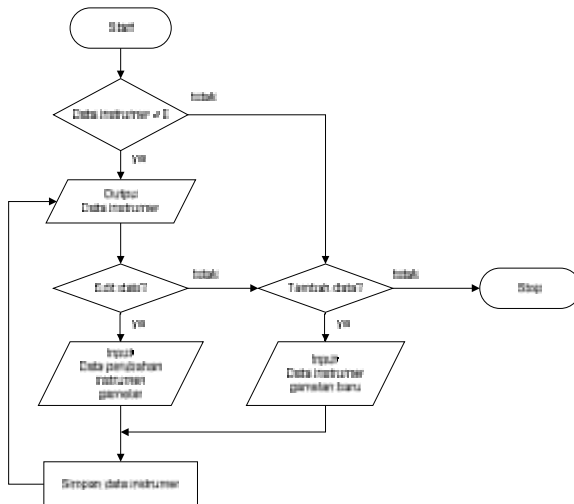 Start
tidak
Data instrumen ≠ 0
ya
Output
Data instrumen
tidak
tidak
Edit data?
Tambah data?
Stop
ya
ya
Input
Data perubahan
instrumen
gamelan
Input
Data instrumen
gamelan baru
Simpan data instrumen